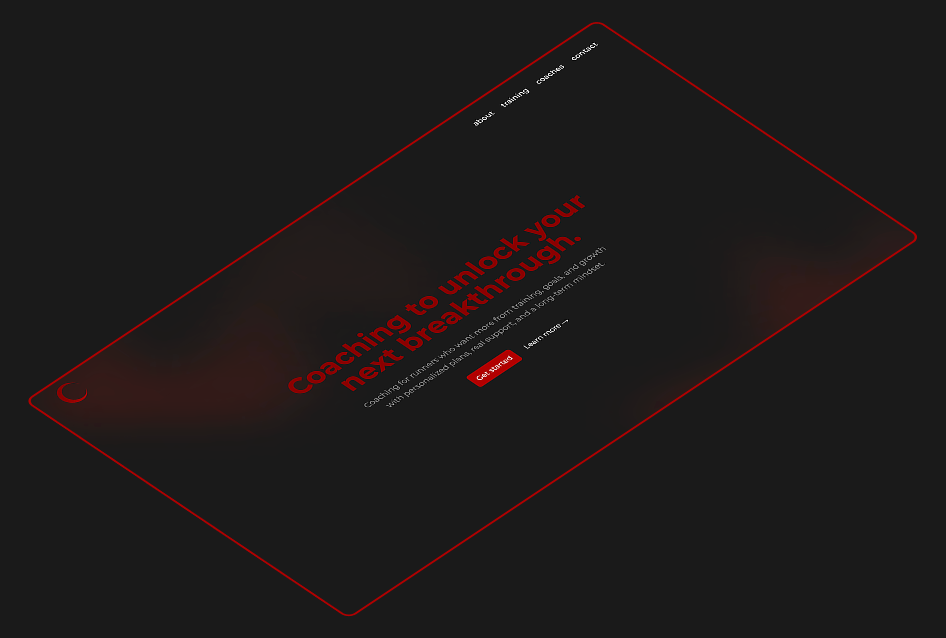 about training coaches contact
Coaching to unlock your
next breakthrough.
Coaching for runners who want more from training, goals, and growth
with personalized plans, real support, and a long-term mindset.
Get started
Learn more →